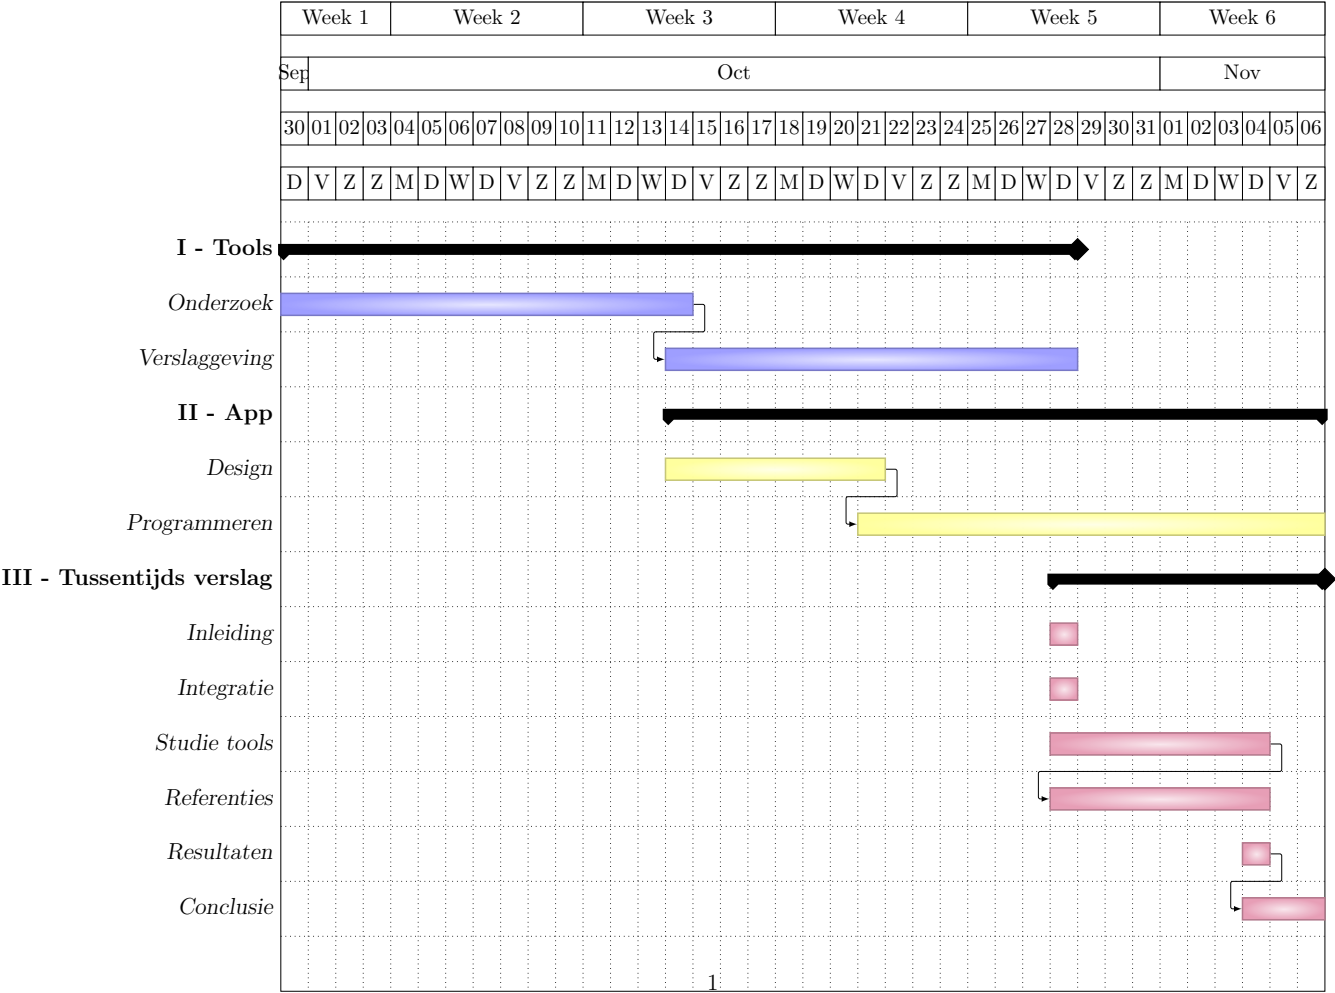 Week 1 Week 2 Week 3 Week 4 Week 5 Week 6
Sep Oct Nov
30 01 02 03 04 05 06 07 08 09 10 11 12 13 14 15 16 17 18 19 20 21 22 23 24 25 26 27 28 29 30 31 01 02 03 04 05 06
D V Z Z M D W D V Z Z M D W D V Z Z M D W D V Z Z M D W D V Z Z M D W D V Z
I - Tools
Onderzoek
Verslaggeving
II - App
Design
Programmeren
III - Tussentijds verslag
Inleiding
Integratie
Studie tools
Referenties
Resultaten
Conclusie
1